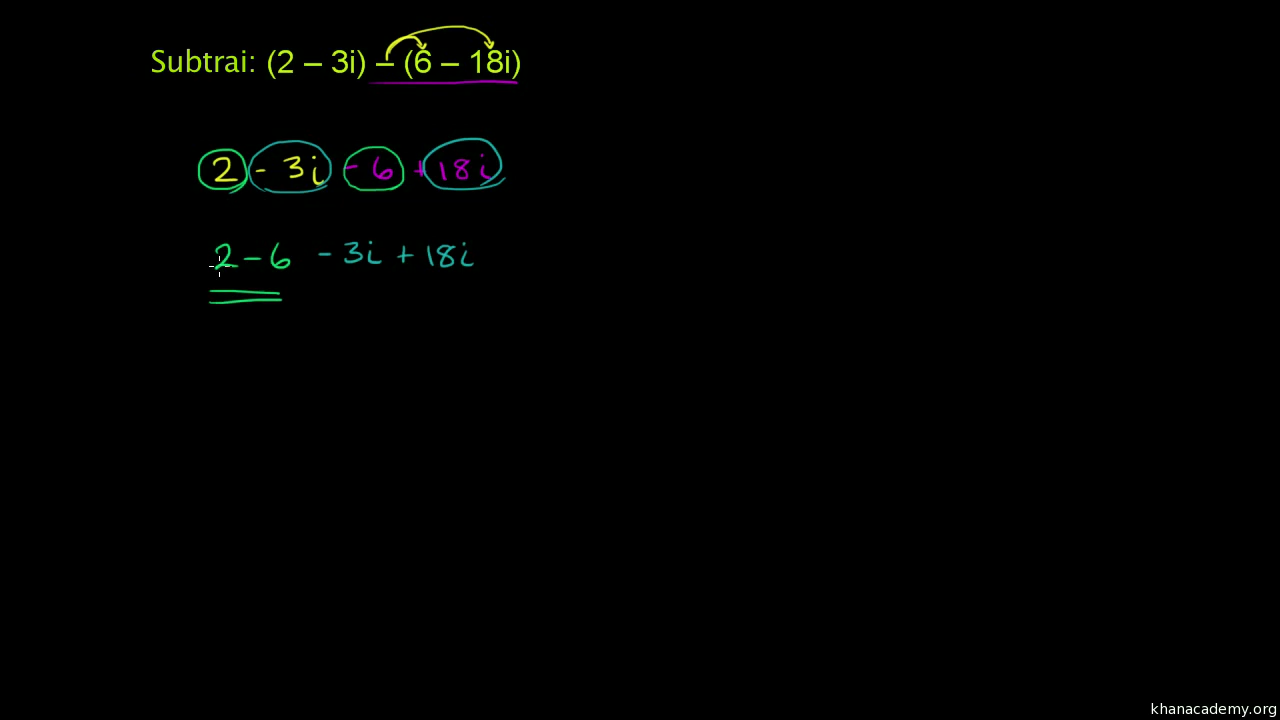 Subtrai: (2 – 3i) – (6 – 18i)
2 - 3i - 6 + 18i
2 - 6 - 3i + 18i
khanacademy.org